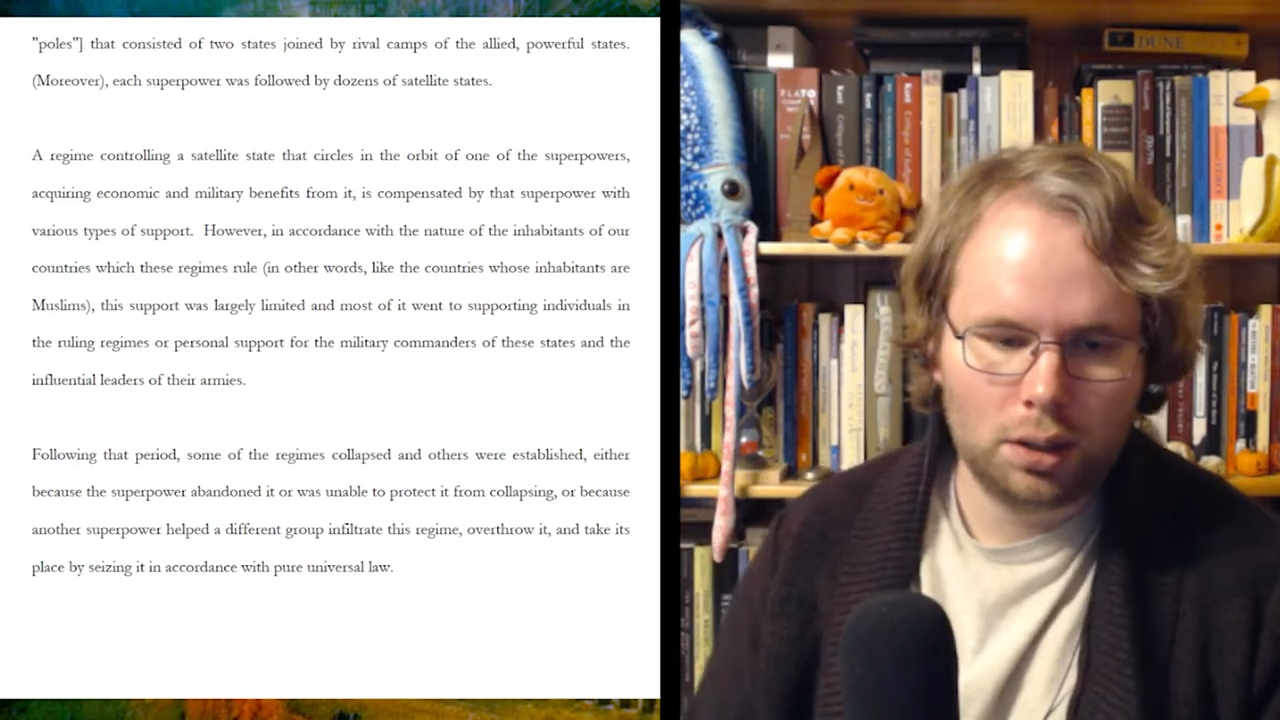 "poles"] that consisted of two states joined by rival camps of the allied, powerful states.
(Moreover), each superpower was followed by dozens of satellite states.
A regime controlling a satellite state that circles in the orbit of one of the superpowers,
acquiring economic and military benefits from it, is compensated by that superpower with
various types of support. However, in accordance with the nature of the inhabitants of our
countries which these regimes rule (in other words, like the countries whose inhabitants are
Muslims), this support was largely limited and most of it went to supporting individuals in
the ruling regimes or personal support for the military commanders of these states and the
influential leaders of their armies.
Following that period, some of the regimes collapsed and others were established, either
because the superpower abandoned it or was unable to protect it from collapsing, or because
another superpower helped a different group infiltrate this regime, overthrow it, and take its
place by seizing it in accordance with pure universal law.
DUNE
PLATO
Kant
Kant
Kant